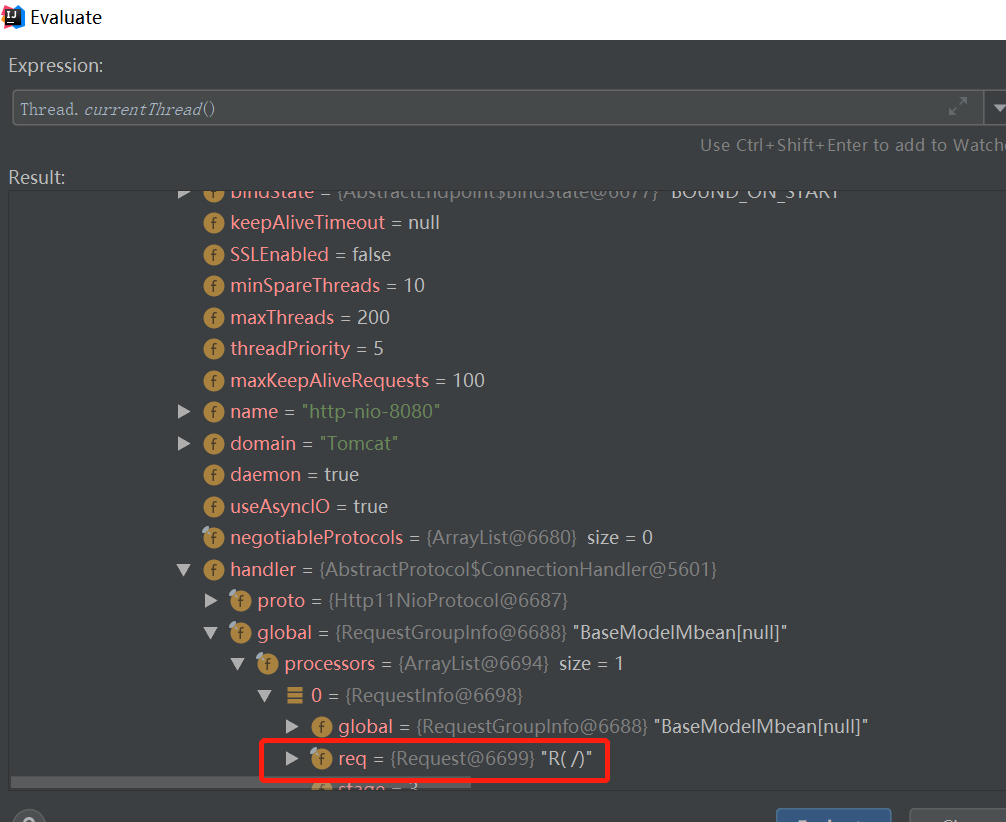 Evaluate
Expression:
Thread.currentThread()
Use Ctrl+Shift+Enter to add to Watche
Result:
bindState = {AbstractEndpoint$BindState@6677} "BOUND_ON_START"
keepAliveTimeout = null
SSLEnabled = false
minSpareThreads = 10
maxThreads = 200
threadPriority = 5
maxKeepAliveRequests = 100
name = "http-nio-8080"
domain = "Tomcat"
daemon = true
useAsyncIO = true
negotiableProtocols = {ArrayList@6680} size = 0
handler = {AbstractProtocol$ConnectionHandler@5601}
proto = {Http11NioProtocol@6687}
global = {RequestGroupInfo@6688} "BaseModelMbean[null]"
processors = {ArrayList@6694} size = 1
0 = {RequestInfo@6698}
global = {RequestGroupInfo@6688} "BaseModelMbean[null]"
req = {Request@6699} "R( /)"
stage = 3